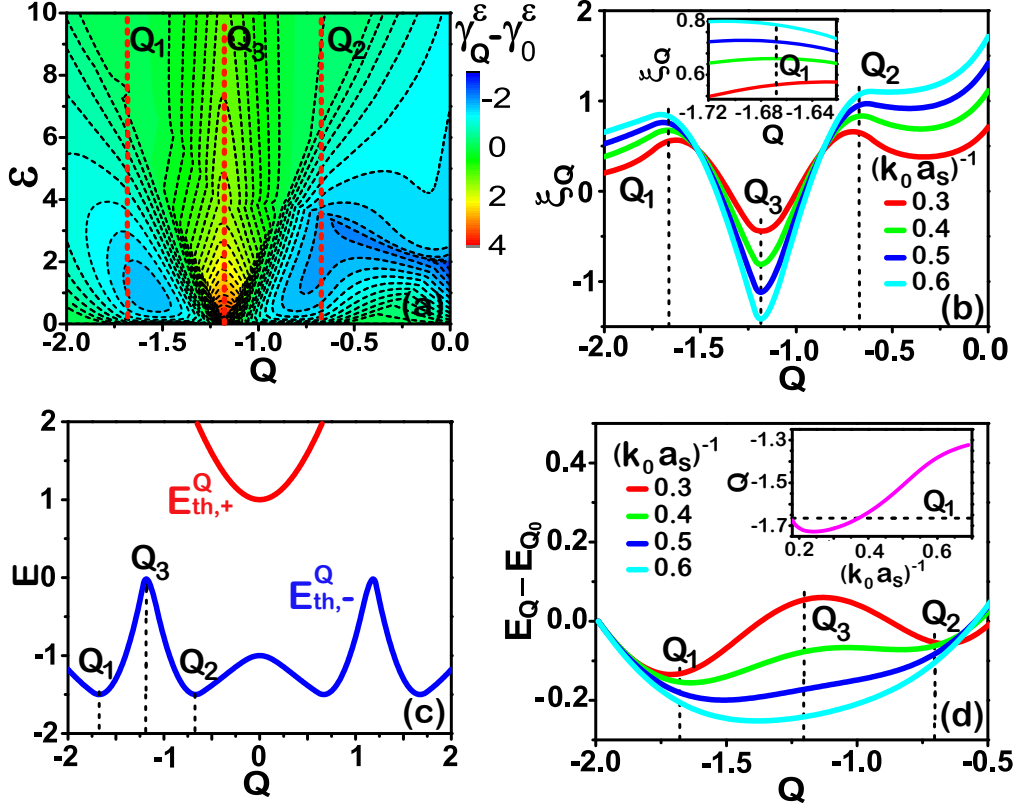 10
8
6
4
2
0
ε
-2.0
-1.5
-1.0
-0.5
0.0
Q
Q1
Q3
Q2
(a)
γ_Q^ε - γ_0^ε
-2
0
2
4
2
1
0
-1
ξ_Q
-2.0
-1.5
-1.0
-0.5
0.0
Q
Q1
Q3
Q2
(k0 as)^-1
0.3
0.4
0.5
0.6
(b)
0.8
0.6
ξ_Q
-1.72
-1.68
-1.64
Q
Q1
2
1
0
-1
-2
E
-2
-1
0
1
2
Q
E_th,+^Q
E_th,-^Q
Q1
Q3
Q2
(c)
0.4
0.2
0.0
-0.2
E_Q - E_Q0
-2.0
-1.5
-1.0
-0.5
Q
(k0 as)^-1
0.3
0.4
0.5
0.6
Q1
Q3
Q2
(d)
-1.3
-1.5
-1.7
Q
0.2
0.4
0.6
(k0 as)^-1
Q1